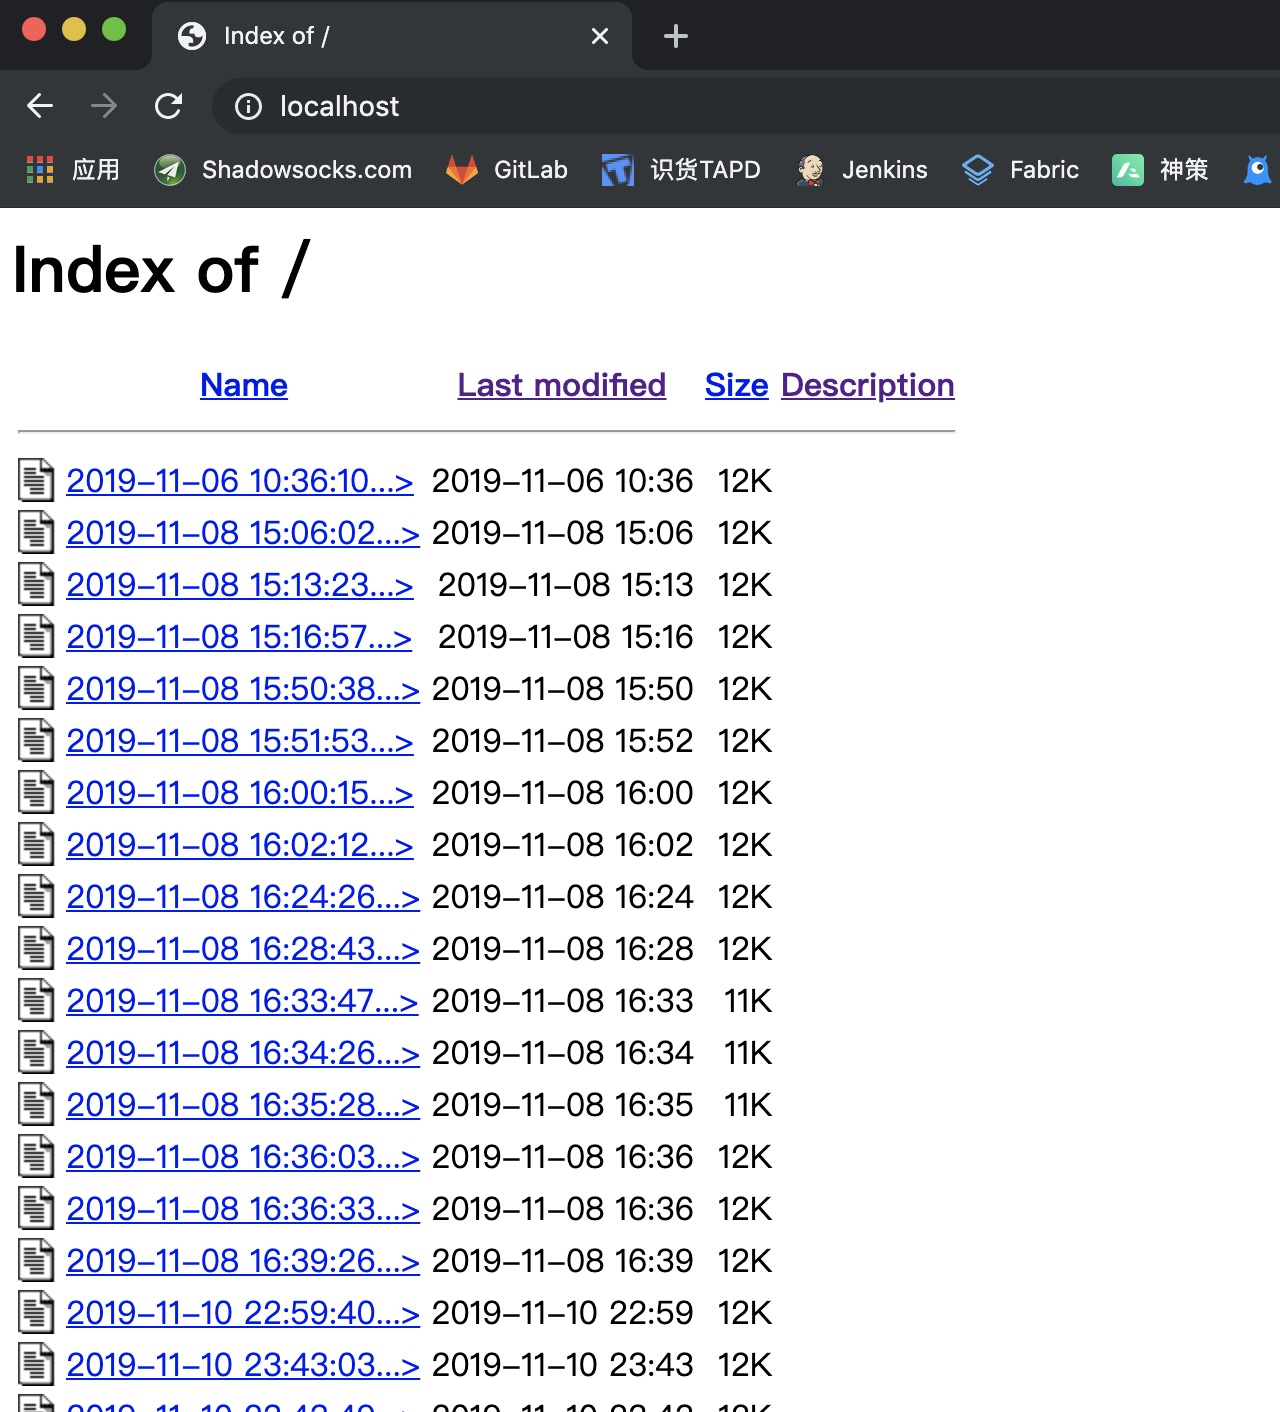 Index of /
localhost
应用 Shadowsocks.com GitLab 识货TAPD Jenkins Fabric 神策
Index of /
Name Last modified Size Description
2019-11-06 10:36:10...> 2019-11-06 10:36 12K
2019-11-08 15:06:02...> 2019-11-08 15:06 12K
2019-11-08 15:13:23...> 2019-11-08 15:13 12K
2019-11-08 15:16:57...> 2019-11-08 15:16 12K
2019-11-08 15:50:38...> 2019-11-08 15:50 12K
2019-11-08 15:51:53...> 2019-11-08 15:52 12K
2019-11-08 16:00:15...> 2019-11-08 16:00 12K
2019-11-08 16:02:12...> 2019-11-08 16:02 12K
2019-11-08 16:24:26...> 2019-11-08 16:24 12K
2019-11-08 16:28:43...> 2019-11-08 16:28 12K
2019-11-08 16:33:47...> 2019-11-08 16:33 11K
2019-11-08 16:34:26...> 2019-11-08 16:34 11K
2019-11-08 16:35:28...> 2019-11-08 16:35 11K
2019-11-08 16:36:03...> 2019-11-08 16:36 12K
2019-11-08 16:36:33...> 2019-11-08 16:36 12K
2019-11-08 16:39:26...> 2019-11-08 16:39 12K
2019-11-10 22:59:40...> 2019-11-10 22:59 12K
2019-11-10 23:43:03...> 2019-11-10 23:43 12K